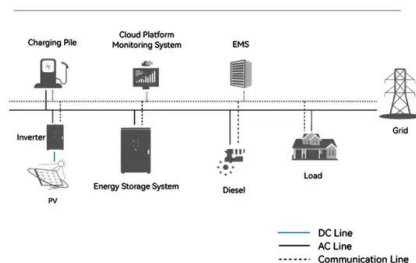 Charging Pile
Cloud Platform
Monitoring System
EMS
Grid
Inverter
PV
Energy Storage System
Diesel
Load
DC Line
AC Line
Communication Line